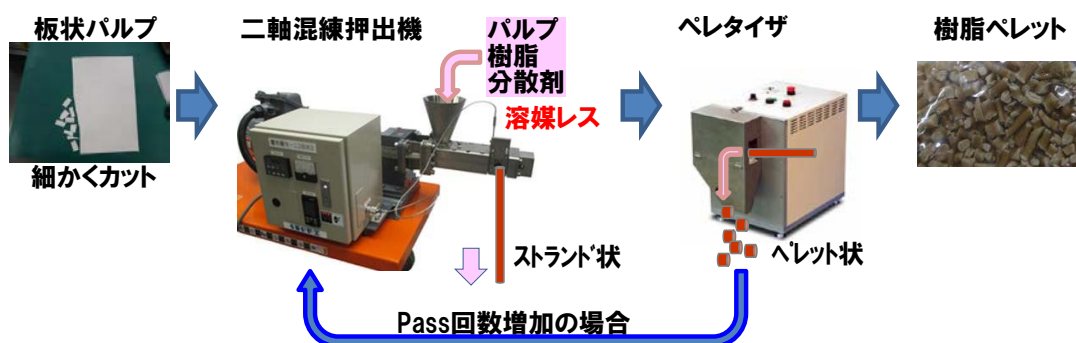 板状パルプ
細かくカット
二軸混練押出機
パルプ
樹脂
分散剤
溶媒レス
ストランド状
ペレタイザ
ペレット状
樹脂ペレット
Pass回数増加の場合